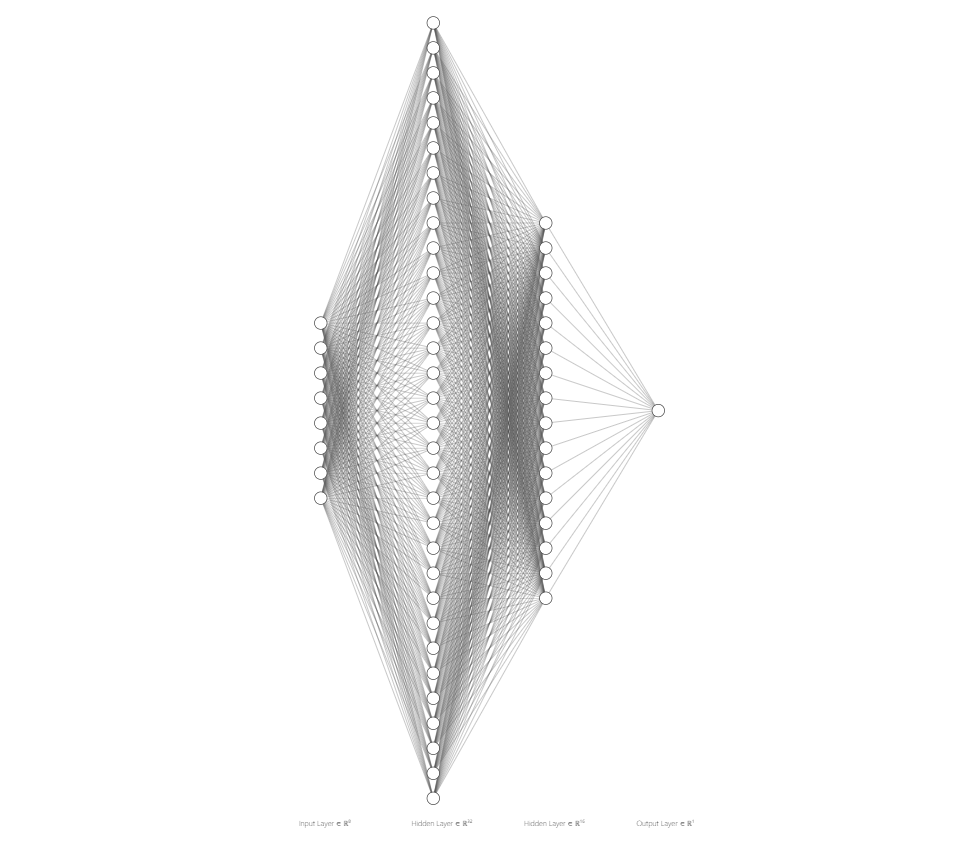 Input Layer ∈ ℝ⁸ Hidden Layer ∈ ℝ³² Hidden Layer ∈ ℝ¹⁶ Output Layer ∈ ℝ¹